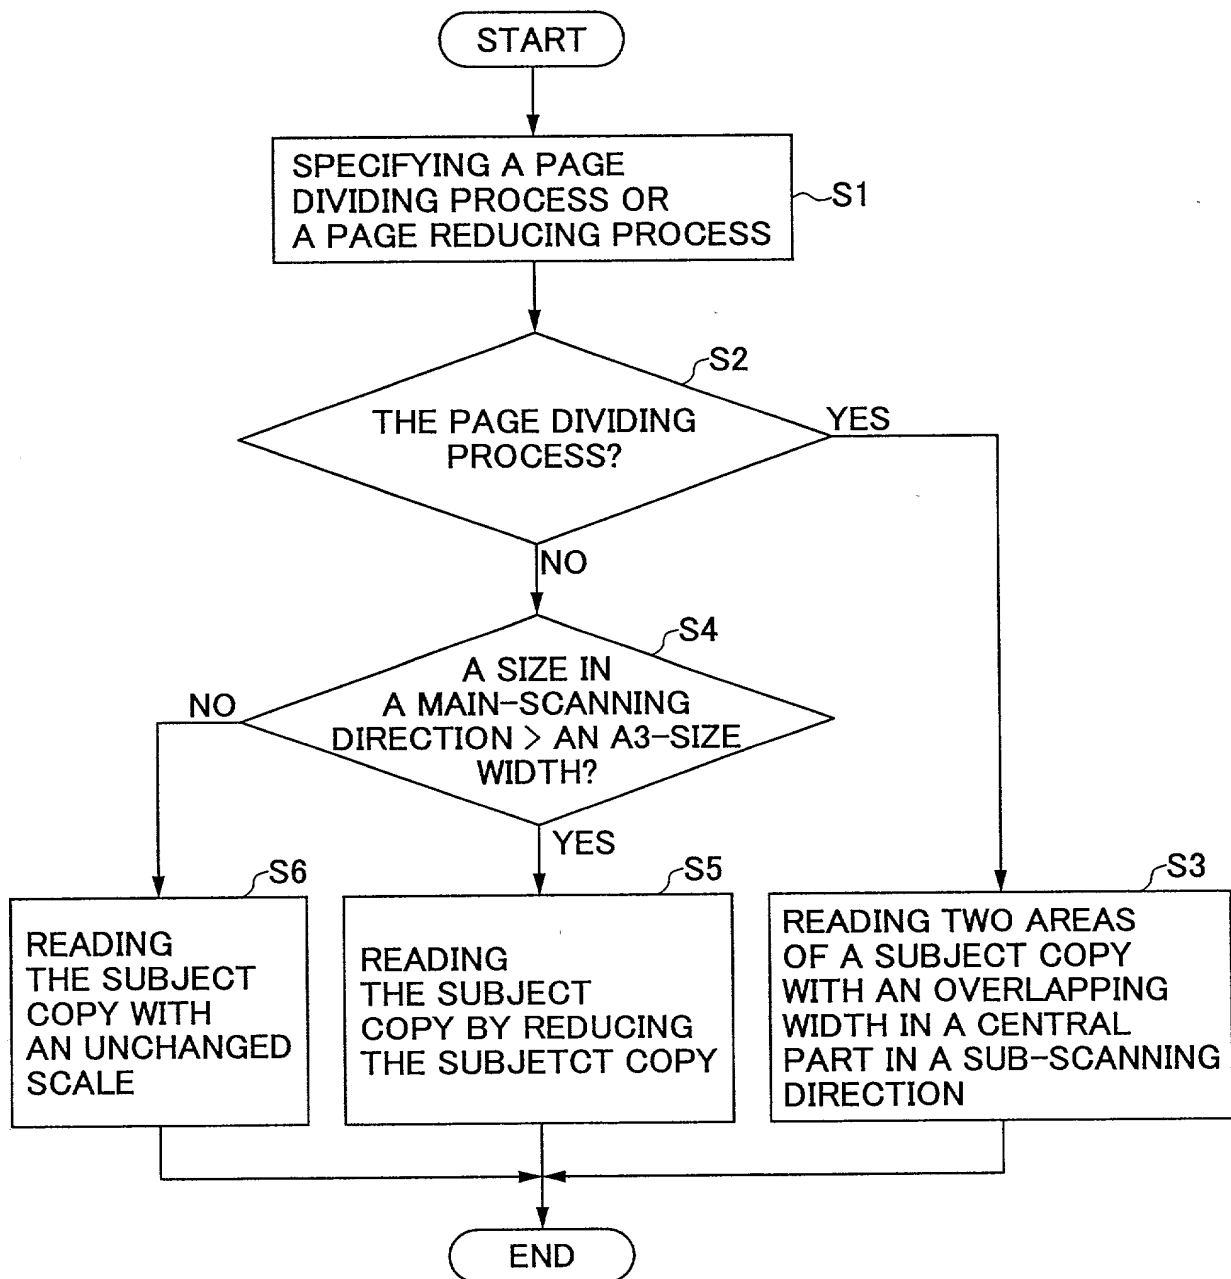 START
SPECIFYING A PAGE
DIVIDING PROCESS OR
A PAGE REDUCING PROCESS
S1
S2
THE PAGE DIVIDING
PROCESS?
YES
NO
S4
A SIZE IN
A MAIN-SCANNING
DIRECTION > AN A3-SIZE
WIDTH?
NO
YES
S6
READING
THE SUBJECT
COPY WITH
AN UNCHANGED
SCALE
S5
READING
THE SUBJECT
COPY BY REDUCING
THE SUBJETCT COPY
S3
READING TWO AREAS
OF A SUBJECT COPY
WITH AN OVERLAPPING
WIDTH IN A CENTRAL
PART IN A SUB-SCANNING
DIRECTION
END